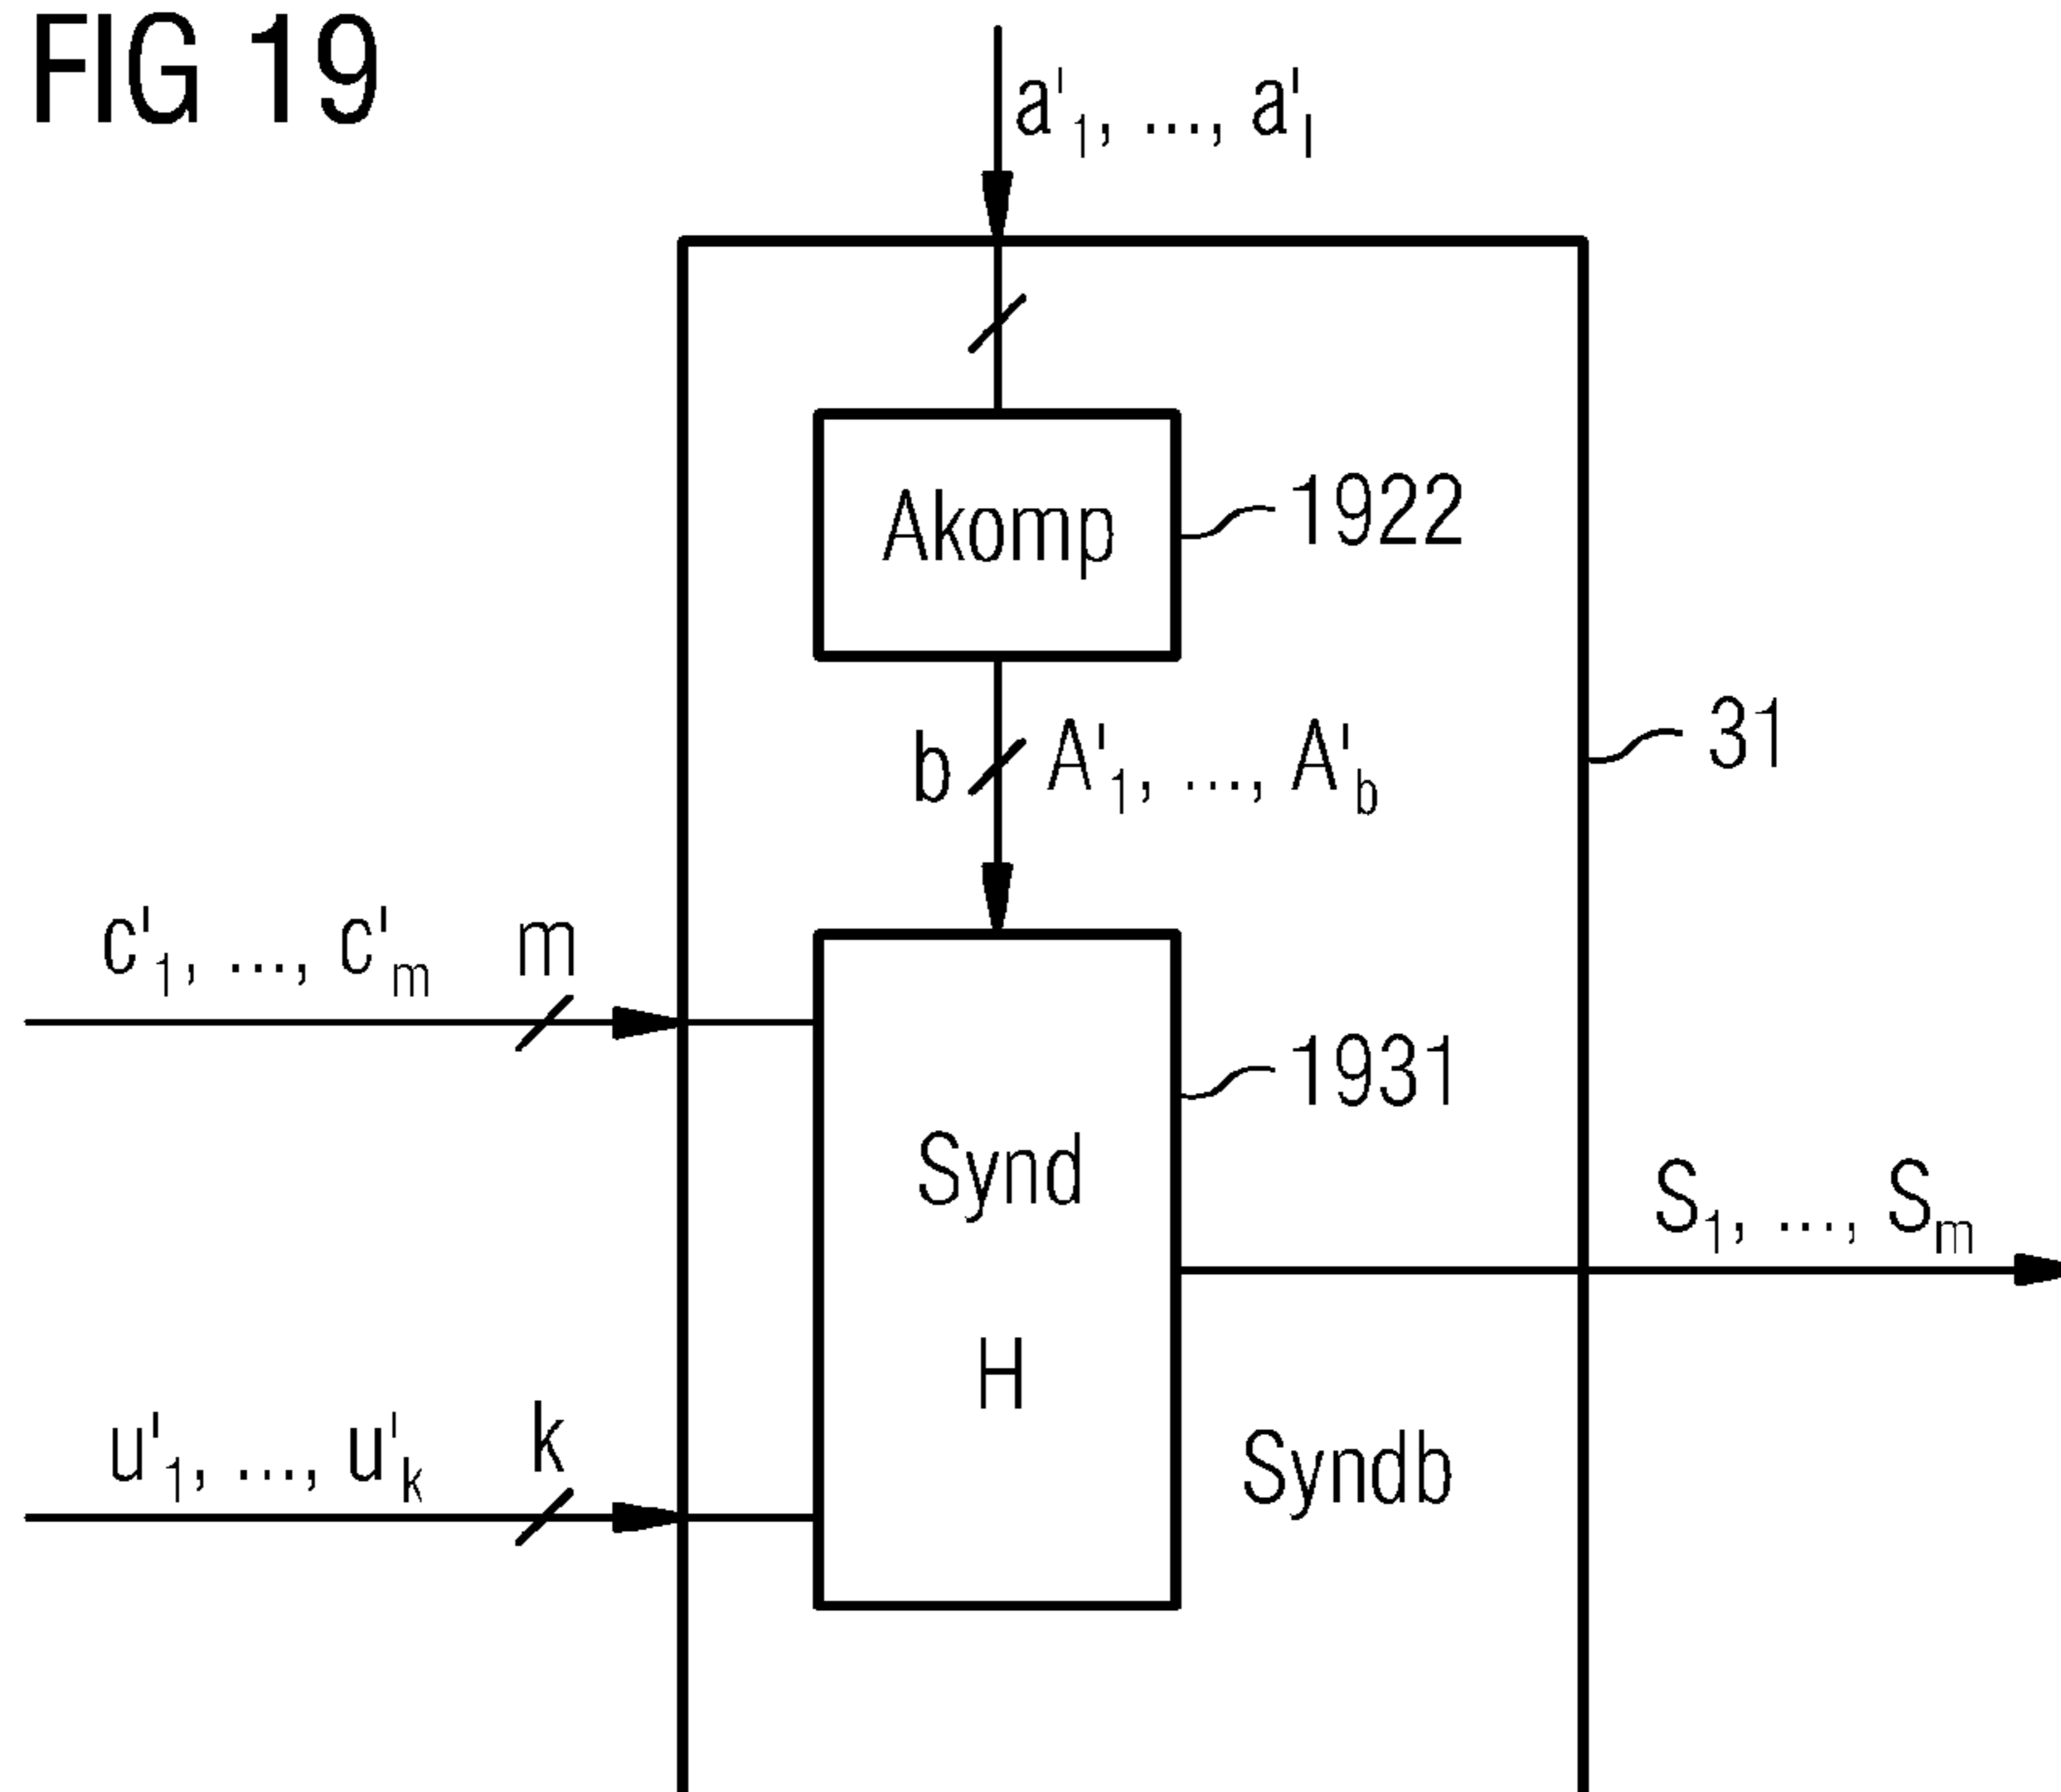 FIG 19
a'₁, ..., a'ₗ
Akomp
1922
b
A'₁, ..., A'b
31
c'₁, ..., c'ₘ
m
1931
Synd
S₁, ..., Sₘ
H
u'₁, ..., u'ₖ
k
Syndb